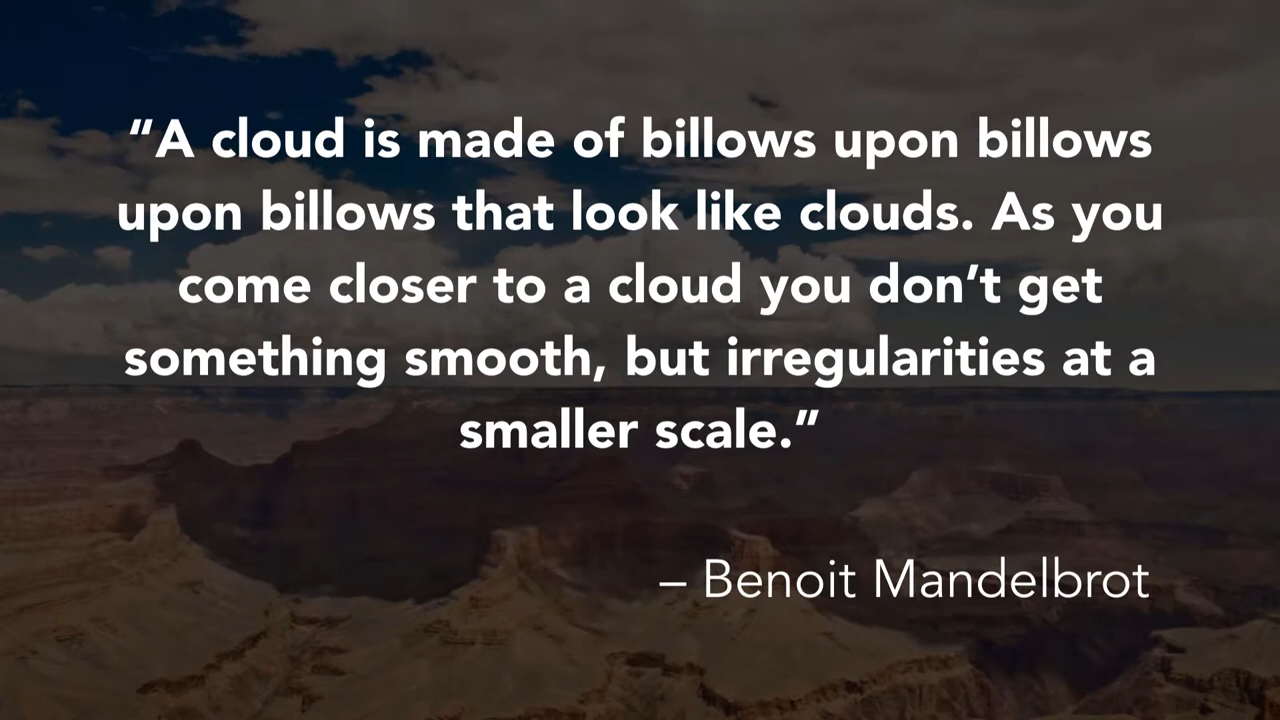 “A cloud is made of billows upon billows
upon billows that look like clouds. As you
come closer to a cloud you don’t get
something smooth, but irregularities at a
smaller scale.”
– Benoit Mandelbrot